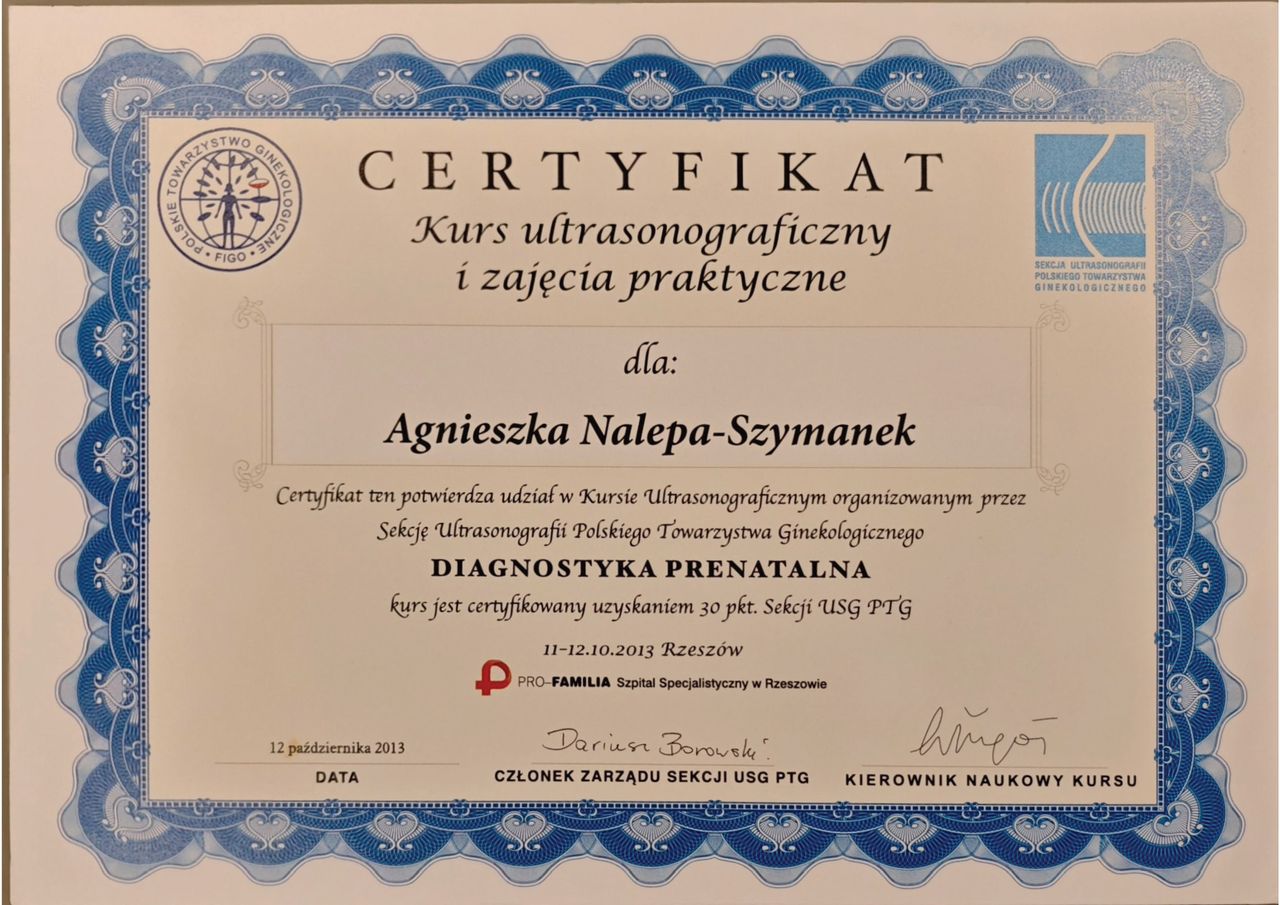 POLSKIE TOWARZYSTWO GINEKOLOGICZNE
• FIGO •
CERTYFIKAT
Kurs ultrasonograficzny
i zajęcia praktyczne
SEKCJA ULTRASONOGRAFII
POLSKIEGO TOWARZYSTWA
GINEKOLOGICZNEGO
dla:
Agnieszka Nalepa-Szymanek
Certyfikat ten potwierdza udział w Kursie Ultrasonograficznym organizowanym przez
Sekcję Ultrasonografii Polskiego Towarzystwa Ginekologicznego
DIAGNOSTYKA PRENATALNA
kurs jest certyfikowany uzyskaniem 30 pkt. Sekcji USG PTG
11-12.10.2013 Rzeszów
PRO-FAMILIA Szpital Specjalistyczny w Rzeszowie
12 października 2013
Dariusz Borowski
DATA
CZŁONEK ZARZĄDU SEKCJI USG PTG
KIEROWNIK NAUKOWY KURSU